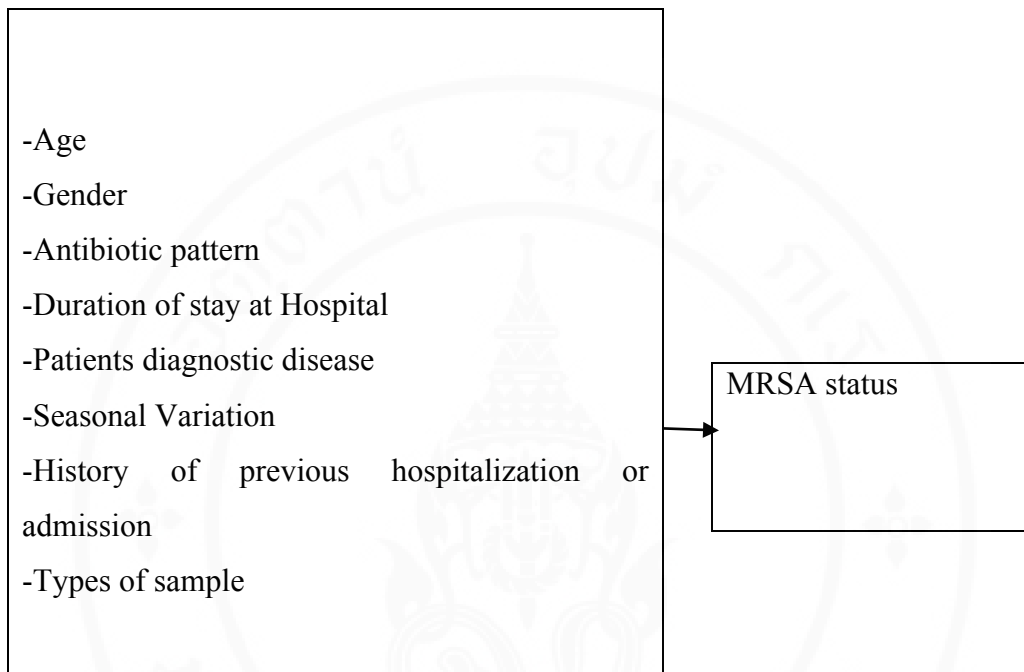 -Age
-Gender
-Antibiotic pattern
-Duration of stay at Hospital
-Patients diagnostic disease
-Seasonal Variation
-History of previous hospitalization or
admission
-Types of sample
MRSA status